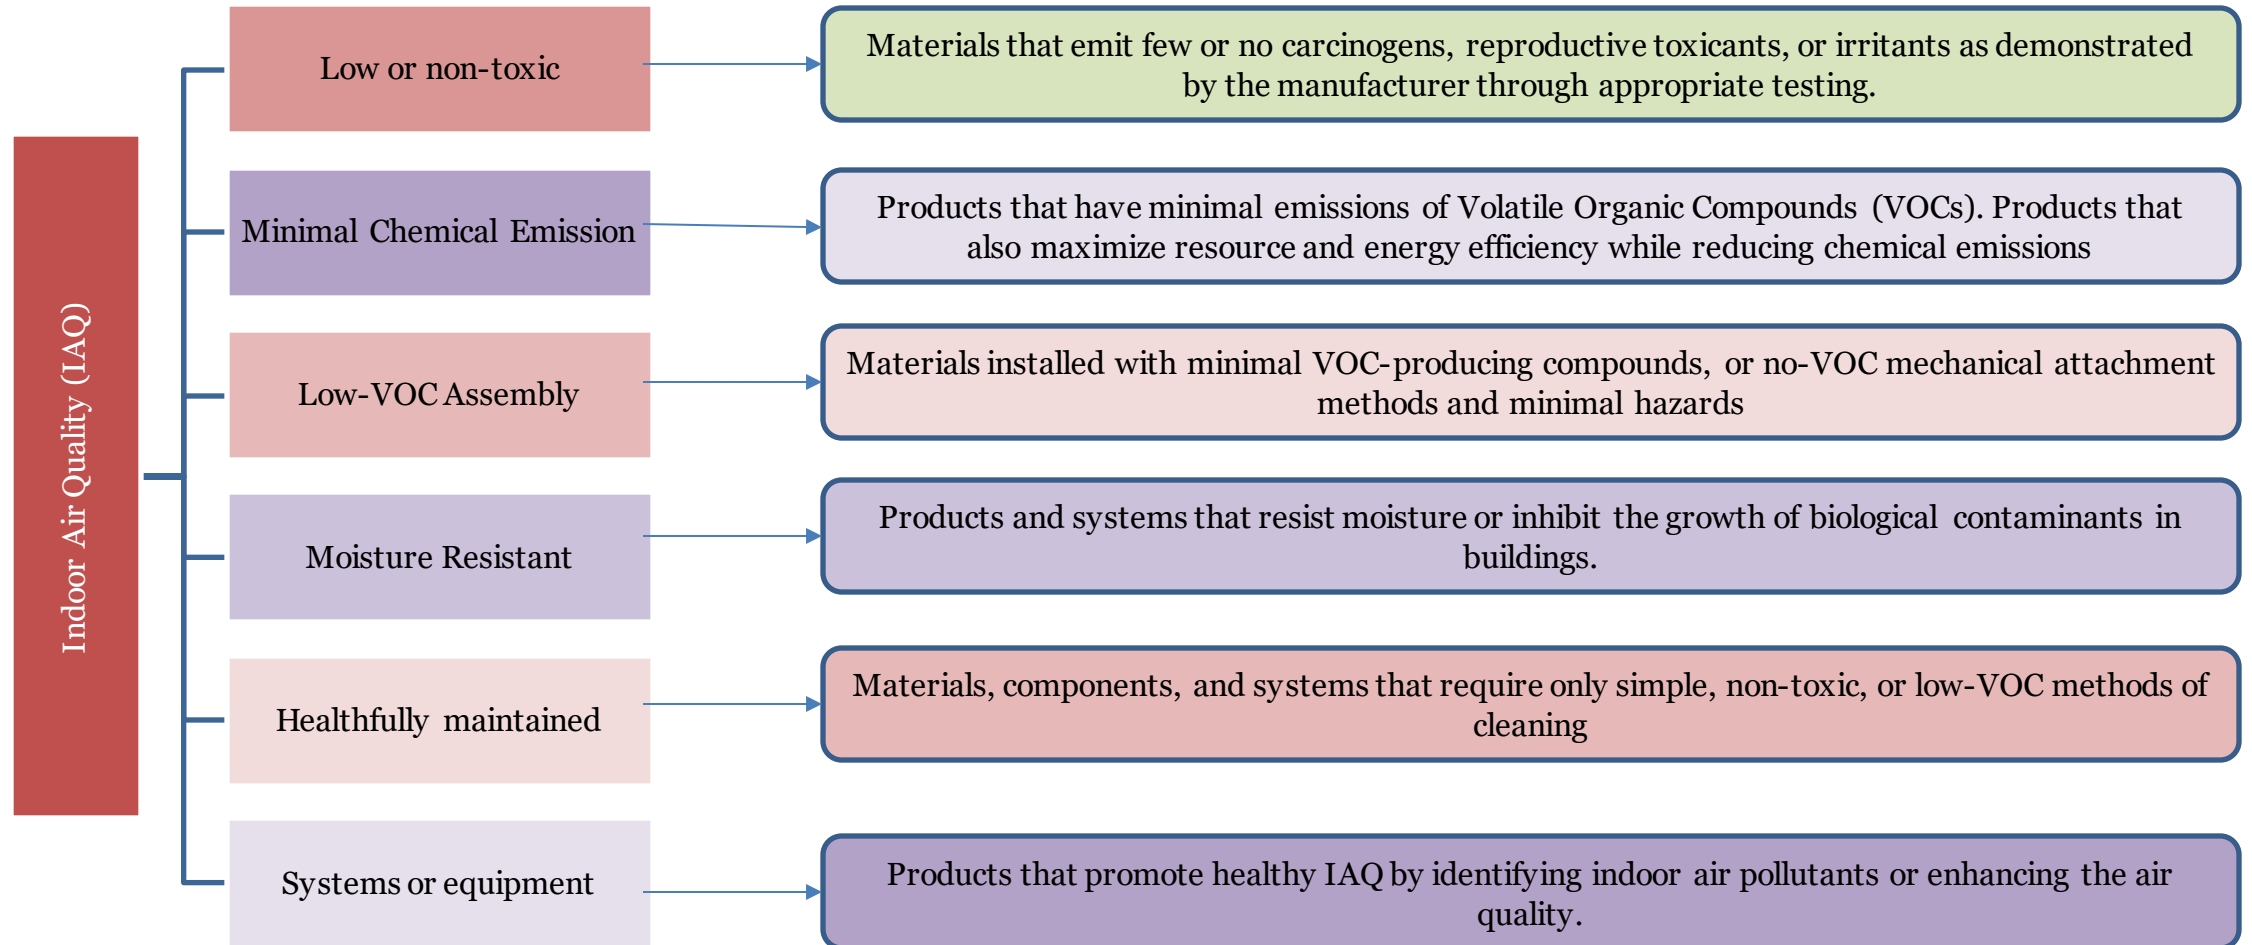 Indoor Air Quality (IAQ)
Low or non-toxic
Materials that emit few or no carcinogens, reproductive toxicants, or irritants as demonstrated
by the manufacturer through appropriate testing.
Minimal Chemical Emission
Products that have minimal emissions of Volatile Organic Compounds (VOCs). Products that
also maximize resource and energy efficiency while reducing chemical emissions
Low-VOC Assembly
Materials installed with minimal VOC-producing compounds, or no-VOC mechanical attachment
methods and minimal hazards
Moisture Resistant
Products and systems that resist moisture or inhibit the growth of biological contaminants in
buildings.
Healthfully maintained
Materials, components, and systems that require only simple, non-toxic, or low-VOC methods of
cleaning
Systems or equipment
Products that promote healthy IAQ by identifying indoor air pollutants or enhancing the air
quality.